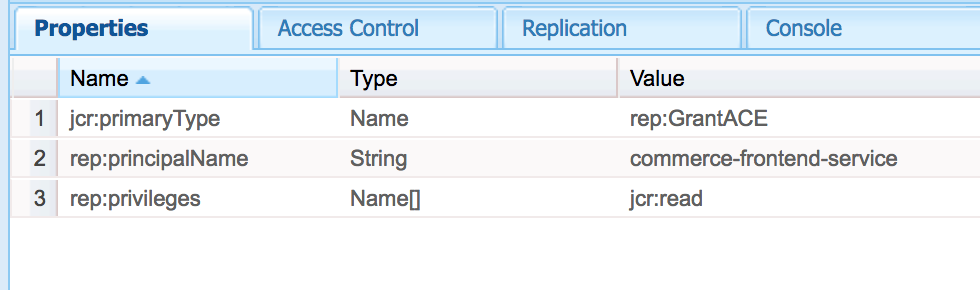 Properties Access Control Replication Console
Name Type Value
1 jcr:primaryType Name rep:GrantACE
2 rep:principalName String commerce-frontend-service
3 rep:privileges Name[] jcr:read